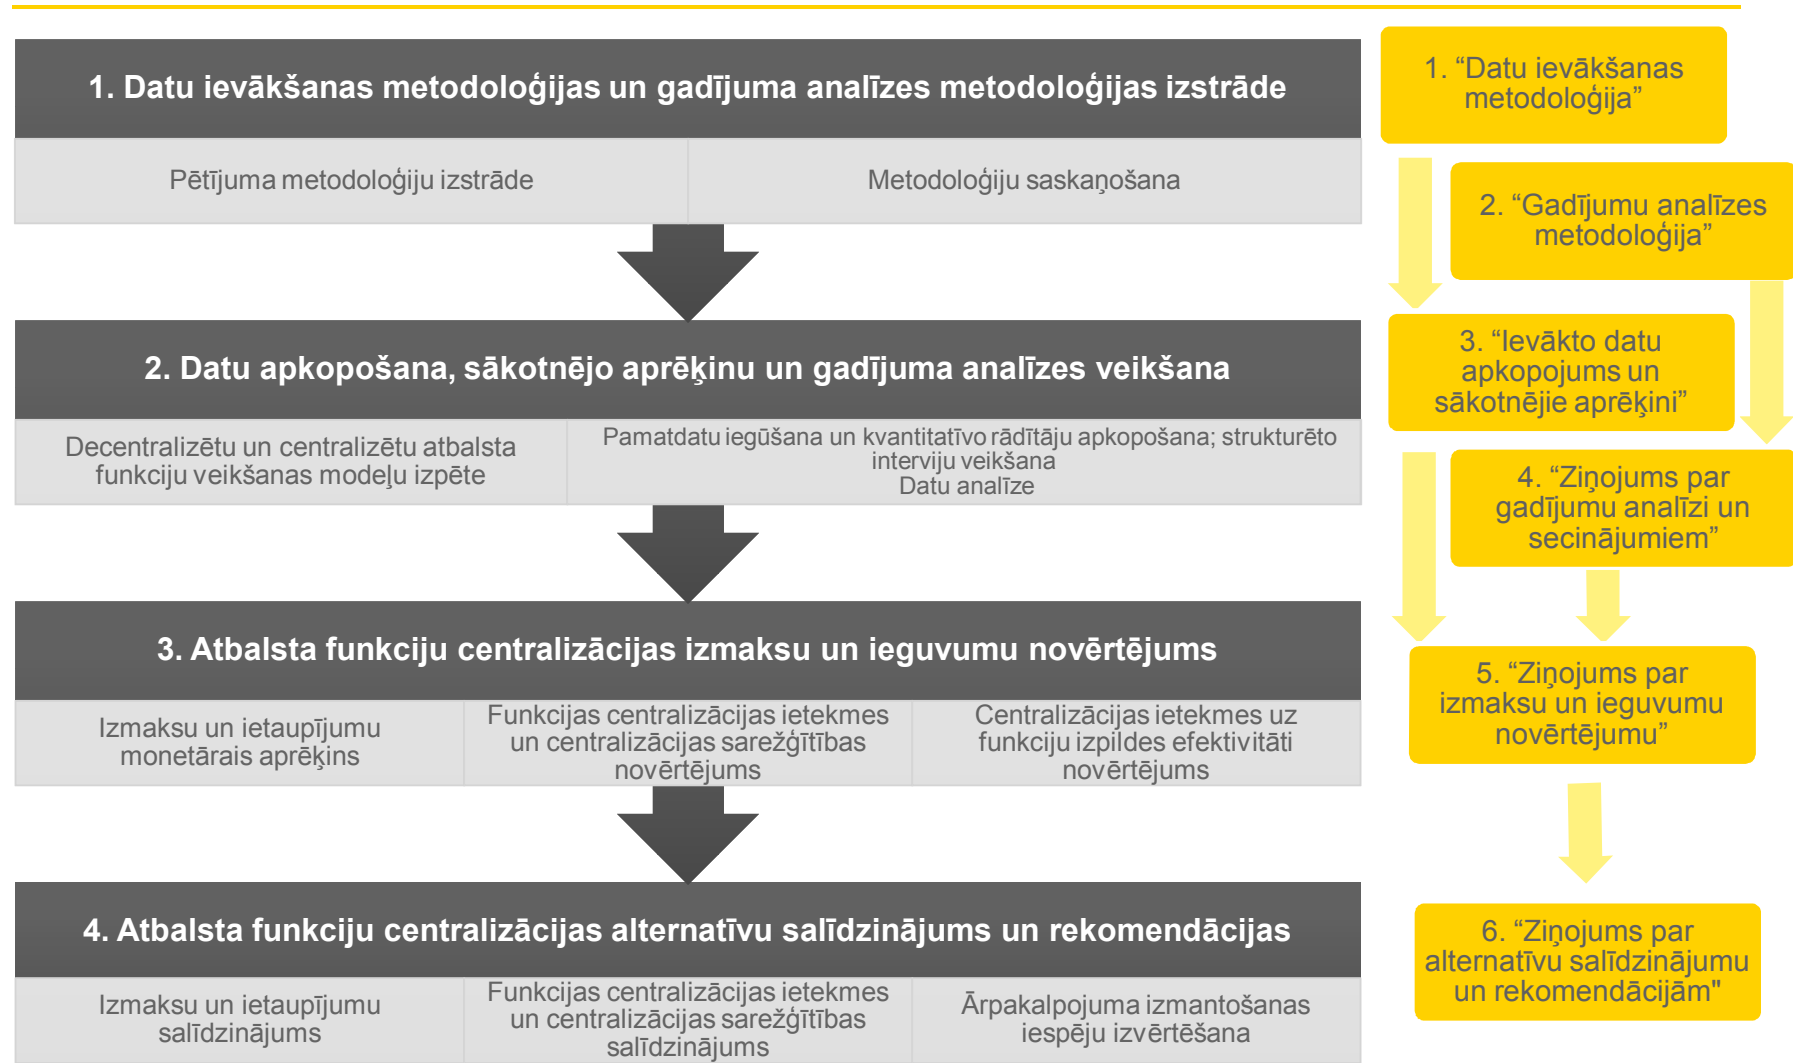 1. Datu ievākšanas metodoloģijas un gadījuma analīzes metodoloģijas izstrāde
Pētījuma metodoloģiju izstrāde
Metodoloģiju saskaņošana
2. Datu apkopošana, sākotnējo aprēķinu un gadījuma analīzes veikšana
Decentralizētu un centralizētu atbalsta
funkciju veikšanas modeļu izpēte
Pamatdatu iegūšana un kvantitatīvo rādītāju apkopošana; strukturēto
interviju veikšana
Datu analīze
3. Atbalsta funkciju centralizācijas izmaksu un ieguvumu novērtējums
Izmaksu un ietaupījumu
monetārais aprēķins
Funkcijas centralizācijas ietekmes
un centralizācijas sarežģītības
novērtējums
Centralizācijas ietekmes uz
funkciju izpildes efektivitāti
novērtējums
4. Atbalsta funkciju centralizācijas alternatīvu salīdzinājums un rekomendācijas
Izmaksu un ietaupījumu
salīdzinājums
Funkcijas centralizācijas ietekmes
un centralizācijas sarežģītības
salīdzinājums
Ārpakalpojuma izmantošanas
iespēju izvērtēšana
1. “Datu ievākšanas
metodoloģija”
2. “Gadījumu analīzes
metodoloģija”
3. “Ievākto datu
apkopojums un
sākotnējie aprēķini”
4. “Ziņojums par
gadījumu analīzi un
secinājumiem”
5. “Ziņojums par
izmaksu un ieguvumu
novērtējumu”
6. “Ziņojums par
alternatīvu salīdzinājumu
un rekomendācijām"